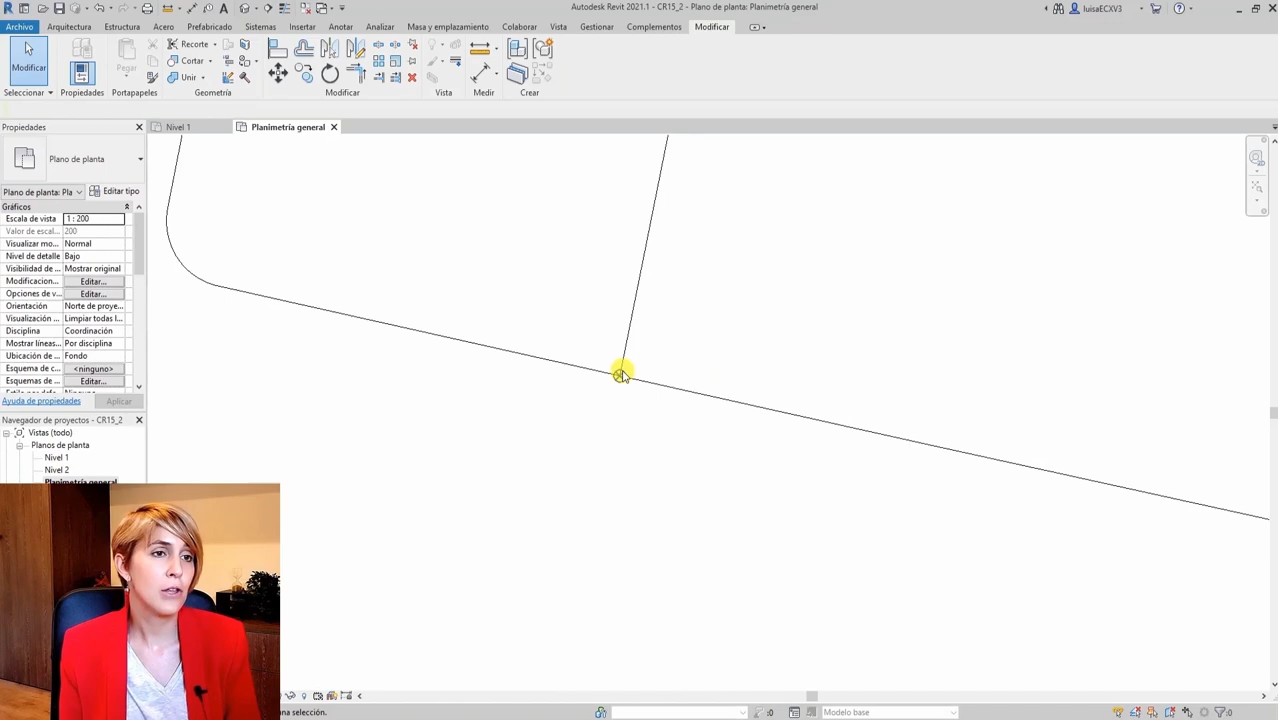 Autodesk Revit 2021.1 - CR15_2 - Plano de planta: Planimetría general
luisaECXV3
Archivo Arquitectura Estructura Acero Prefabricado Sistemas Insertar Anotar Analizar Masa y emplazamiento Colaborar Vista Gestionar Complementos Modificar
Modificar
Propiedades
Pegar
Recorte
Cortar
Unir
Seleccionar Propiedades Portapapeles Geometría Modificar Vista Medir Crear
Propiedades
Nivel 1
Planimetría general
Plano de planta
Plano de planta: Pla
Editar tipo
Gráficos
Escala de vista 1 : 200
Valor de escal... 200
Visualizar mo... Normal
Nivel de detalle Bajo
Visibilidad de ... Mostrar original
Modificacion... Editar...
Opciones de v... Editar...
Orientación Norte de proye...
Visualización ... Limpiar todas l...
Disciplina Coordinación
Mostrar líneas... Por disciplina
Ubicación de ... Fondo
Esquema de c... <ninguno>
Esquemas de ... Editar...
Ayuda de propiedades Aplicar
Navegador de proyectos - CR15_2
Vistas (todo)
Planos de planta
Nivel 1
Nivel 2
Planimetría general
na selección.
:0
Modelo base
:0